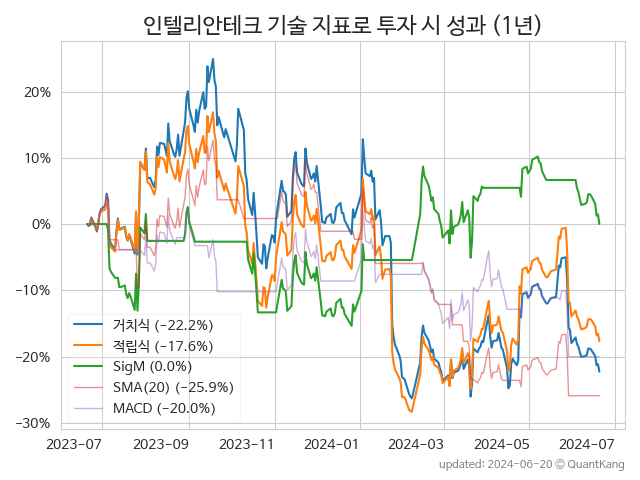 인텔리안테크 기술 지표로 투자 시 성과 (1년)
20%
10%
0%
−10%
−20%
−30%
거치식 (−22.2%)
적립식 (−17.6%)
SigM (0.0%)
SMA(20) (−25.9%)
MACD (−20.0%)
2023-07 2023-09 2023-11 2024-01 2024-03 2024-05 2024-07
updated: 2024-06-20 © QuantKang